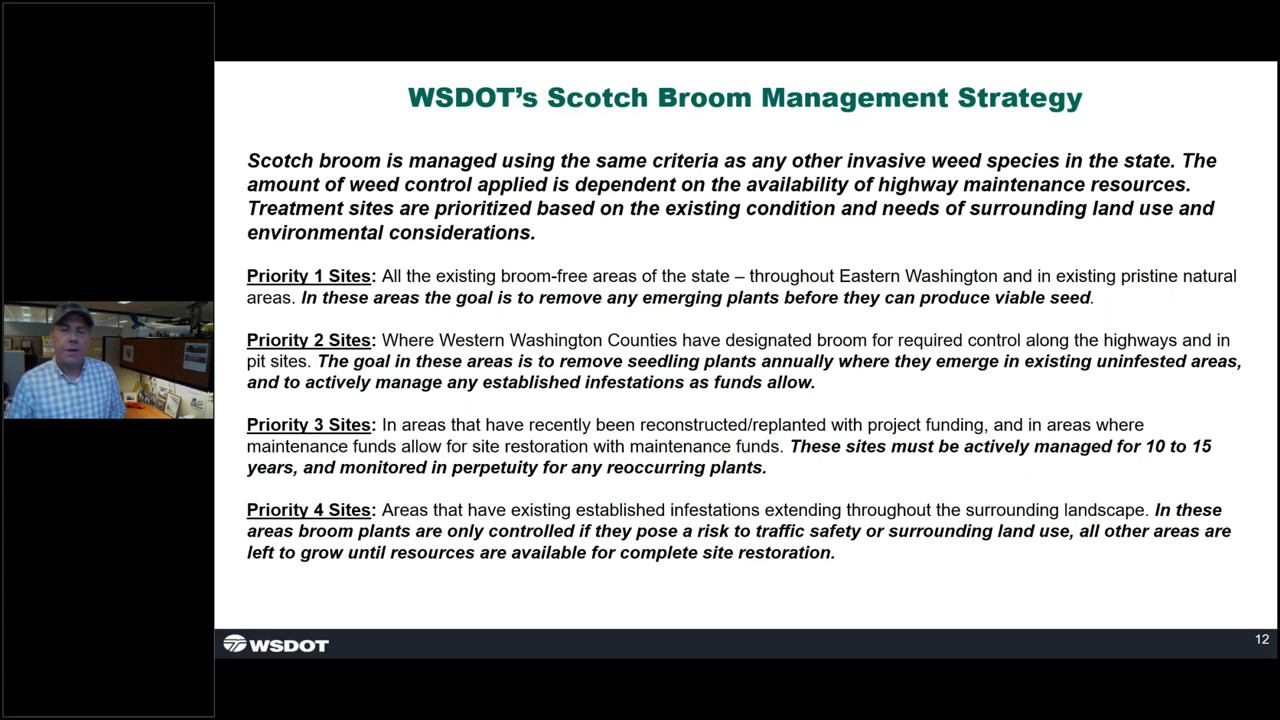 WSDOT's Scotch Broom Management Strategy
Scotch broom is managed using the same criteria as any other invasive weed species in the state. The
amount of weed control applied is dependent on the availability of highway maintenance resources.
Treatment sites are prioritized based on the existing condition and needs of surrounding land use and
environmental considerations.
Priority 1 Sites: All the existing broom-free areas of the state – throughout Eastern Washington and in existing pristine natural
areas. In these areas the goal is to remove any emerging plants before they can produce viable seed.
Priority 2 Sites: Where Western Washington Counties have designated broom for required control along the highways and in
pit sites. The goal in these areas is to remove seedling plants annually where they emerge in existing uninfested areas,
and to actively manage any established infestations as funds allow.
Priority 3 Sites: In areas that have recently been reconstructed/replanted with project funding, and in areas where
maintenance funds allow for site restoration with maintenance funds. These sites must be actively managed for 10 to 15
years, and monitored in perpetuity for any reoccurring plants.
Priority 4 Sites: Areas that have existing established infestations extending throughout the surrounding landscape. In these
areas broom plants are only controlled if they pose a risk to traffic safety or surrounding land use, all other areas are
left to grow until resources are available for complete site restoration.
WSDOT
12